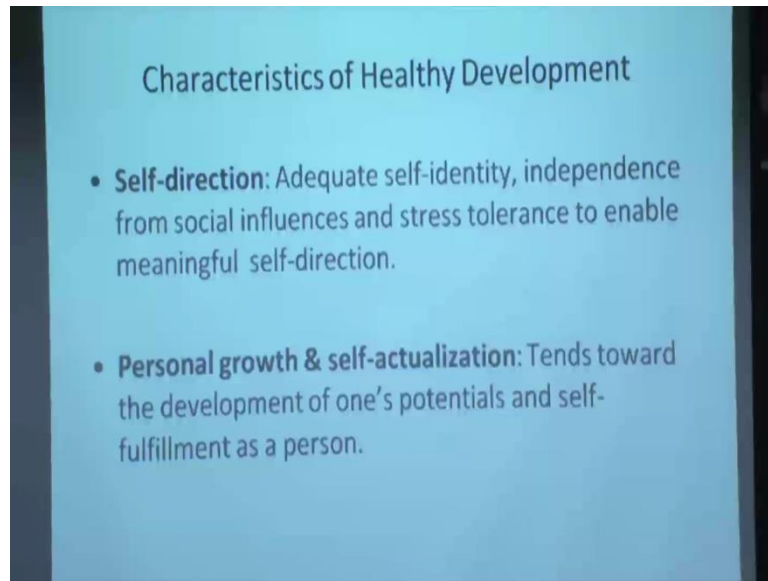 Characteristics of Healthy Development
• Self-direction: Adequate self-identity, independence
from social influences and stress tolerance to enable
meaningful self-direction.
• Personal growth & self-actualization: Tends toward
the development of one's potentials and self-
fulfillment as a person.